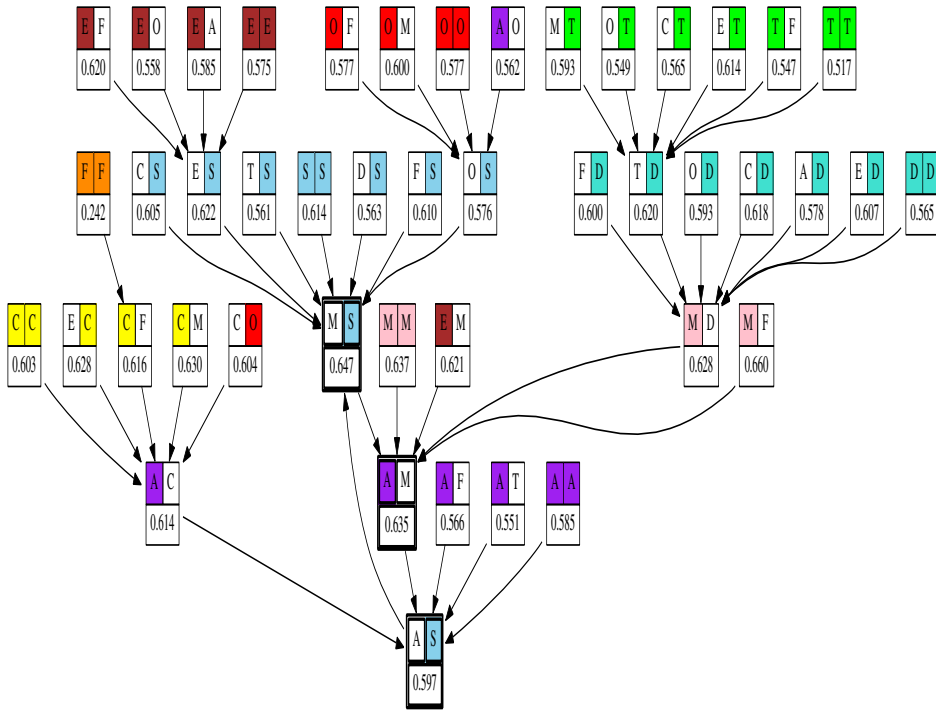 E F E O E A E E O F O M O O A O M T O T C T E T T F T T
0.620 0.558 0.585 0.575 0.577 0.600 0.577 0.562 0.593 0.549 0.565 0.614 0.547 0.517
F F C S E S T S S S D S F S O S F D T D O D C D A D E D D D
0.242 0.605 0.622 0.561 0.614 0.563 0.610 0.576 0.600 0.620 0.593 0.618 0.578 0.607 0.565
C C E C C F C M C O M S M M E M M D M F
0.603 0.628 0.616 0.630 0.604 0.647 0.637 0.621 0.628 0.660
A C A M A F A T A A
0.614 0.635 0.566 0.551 0.585
A S
0.597